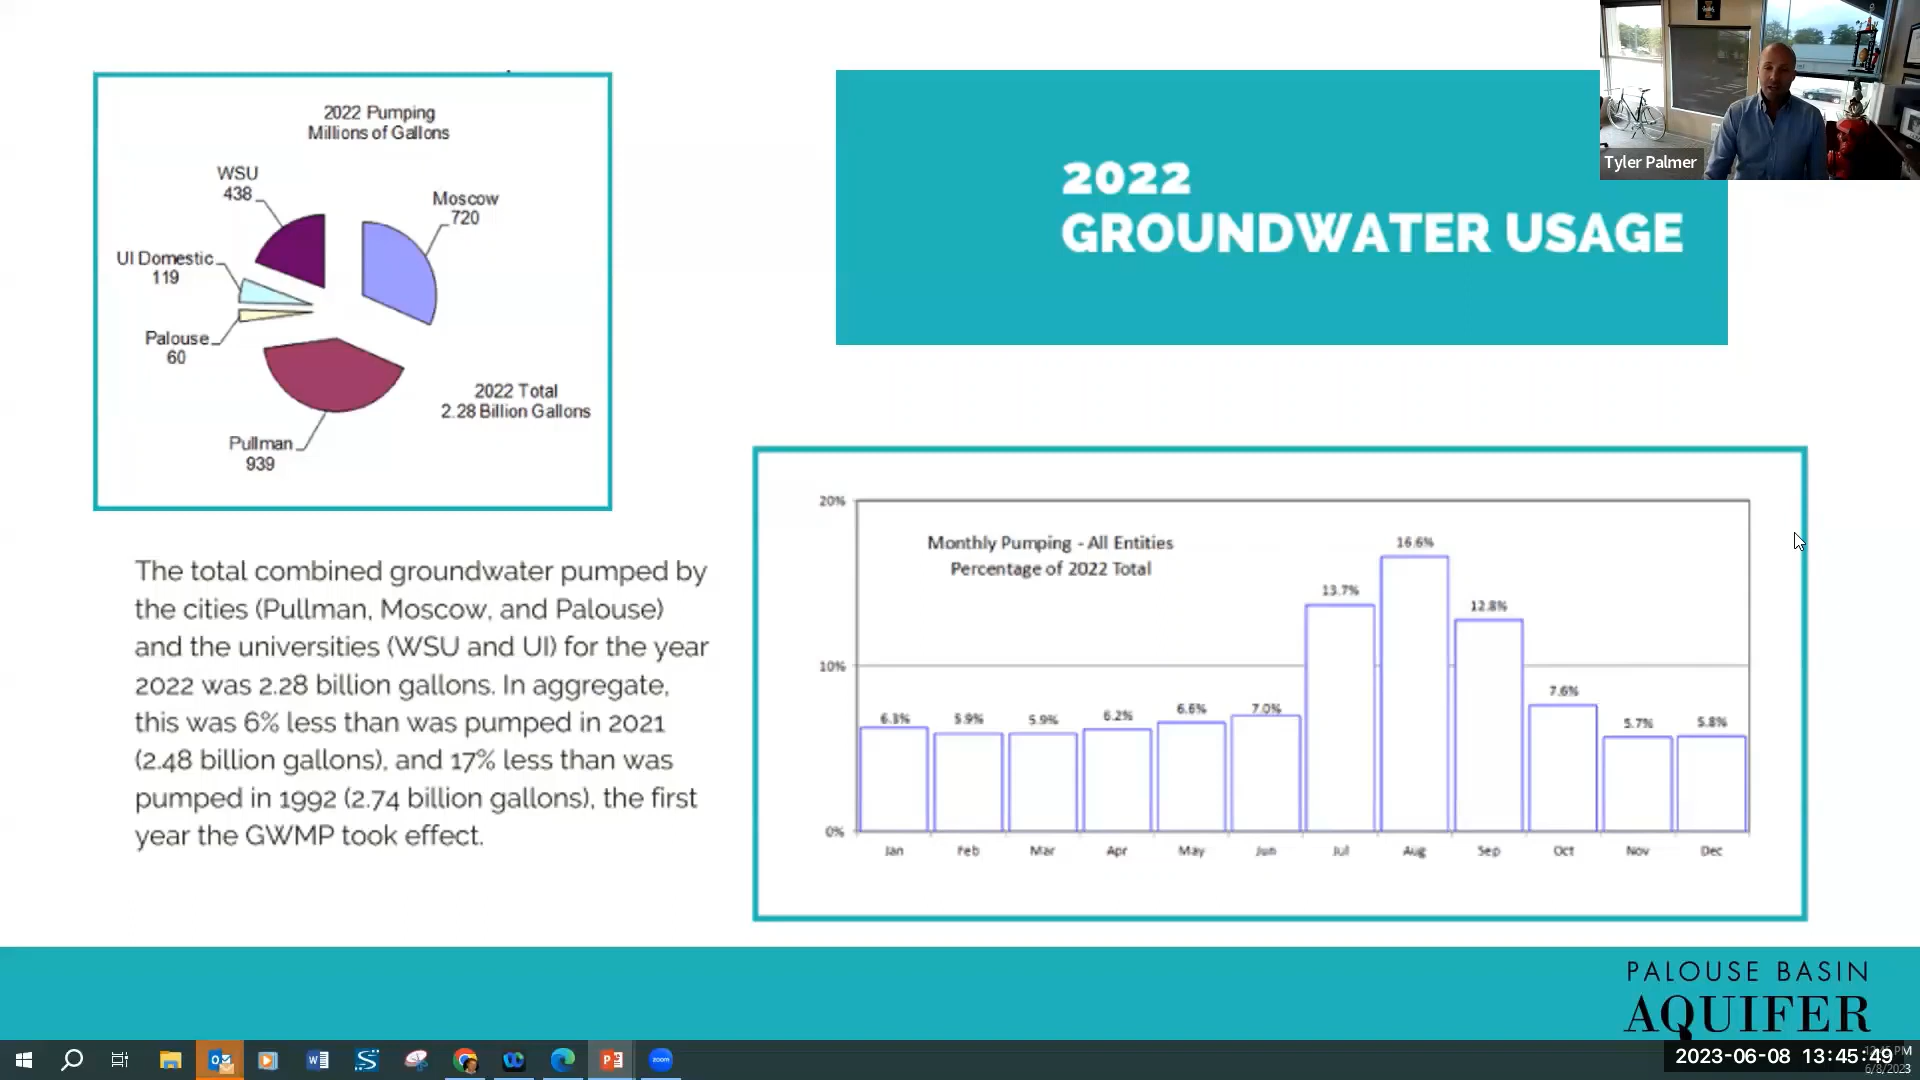 2022 Pumping
Millions of Gallons
WSU
438
Moscow
720
UI Domestic
119
Palouse
60
2022 Total
2.28 Billion Gallons
Pullman
939
2022
GROUNDWATER USAGE
Tyler Palmer
The total combined groundwater pumped by
the cities (Pullman, Moscow, and Palouse)
and the universities (WSU and UI) for the year
2022 was 2.28 billion gallons. In aggregate,
this was 6% less than was pumped in 2021
(2.48 billion gallons), and 17% less than was
pumped in 1992 (2.74 billion gallons), the first
year the GWMP took effect.
Monthly Pumping - All Entities
Percentage of 2022 Total
20%
10%
0%
6.3% 5.9% 5.9% 6.2% 6.6% 7.0% 13.7% 16.6% 12.8% 7.6% 5.7% 5.8%
Jan Feb Mar Apr May Jun Jul Aug Sep Oct Nov Dec
PALOUSE BASIN
AQUIFER
zoom
2023-06-08 13:45:49
6/8/2023